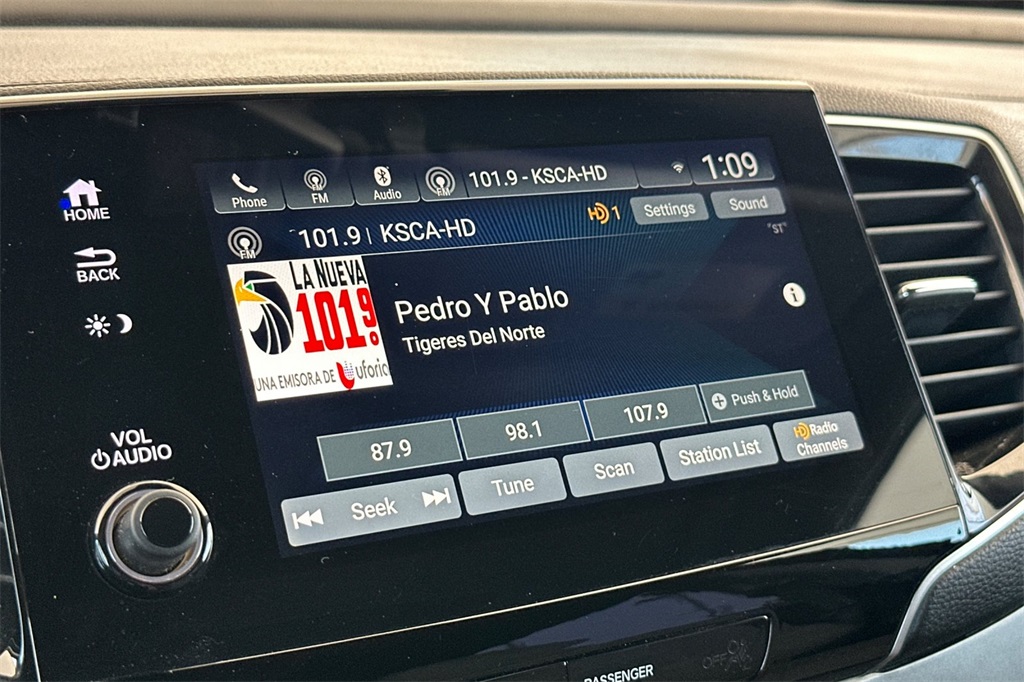 HOME
BACK
VOL
AUDIO
Phone
FM
Audio
FM
101.9 - KSCA-HD
1:09
FM
101.9 | KSCA-HD
HD 1
Settings
Sound
"ST"
LA NUEVA
101.9
UNA EMISORA DE uforia
Pedro Y Pablo
Tigeres Del Norte
i
87.9
98.1
107.9
Push & Hold
Seek
Tune
Scan
Station List
HD Radio
Channels
PASSENGER
OFF